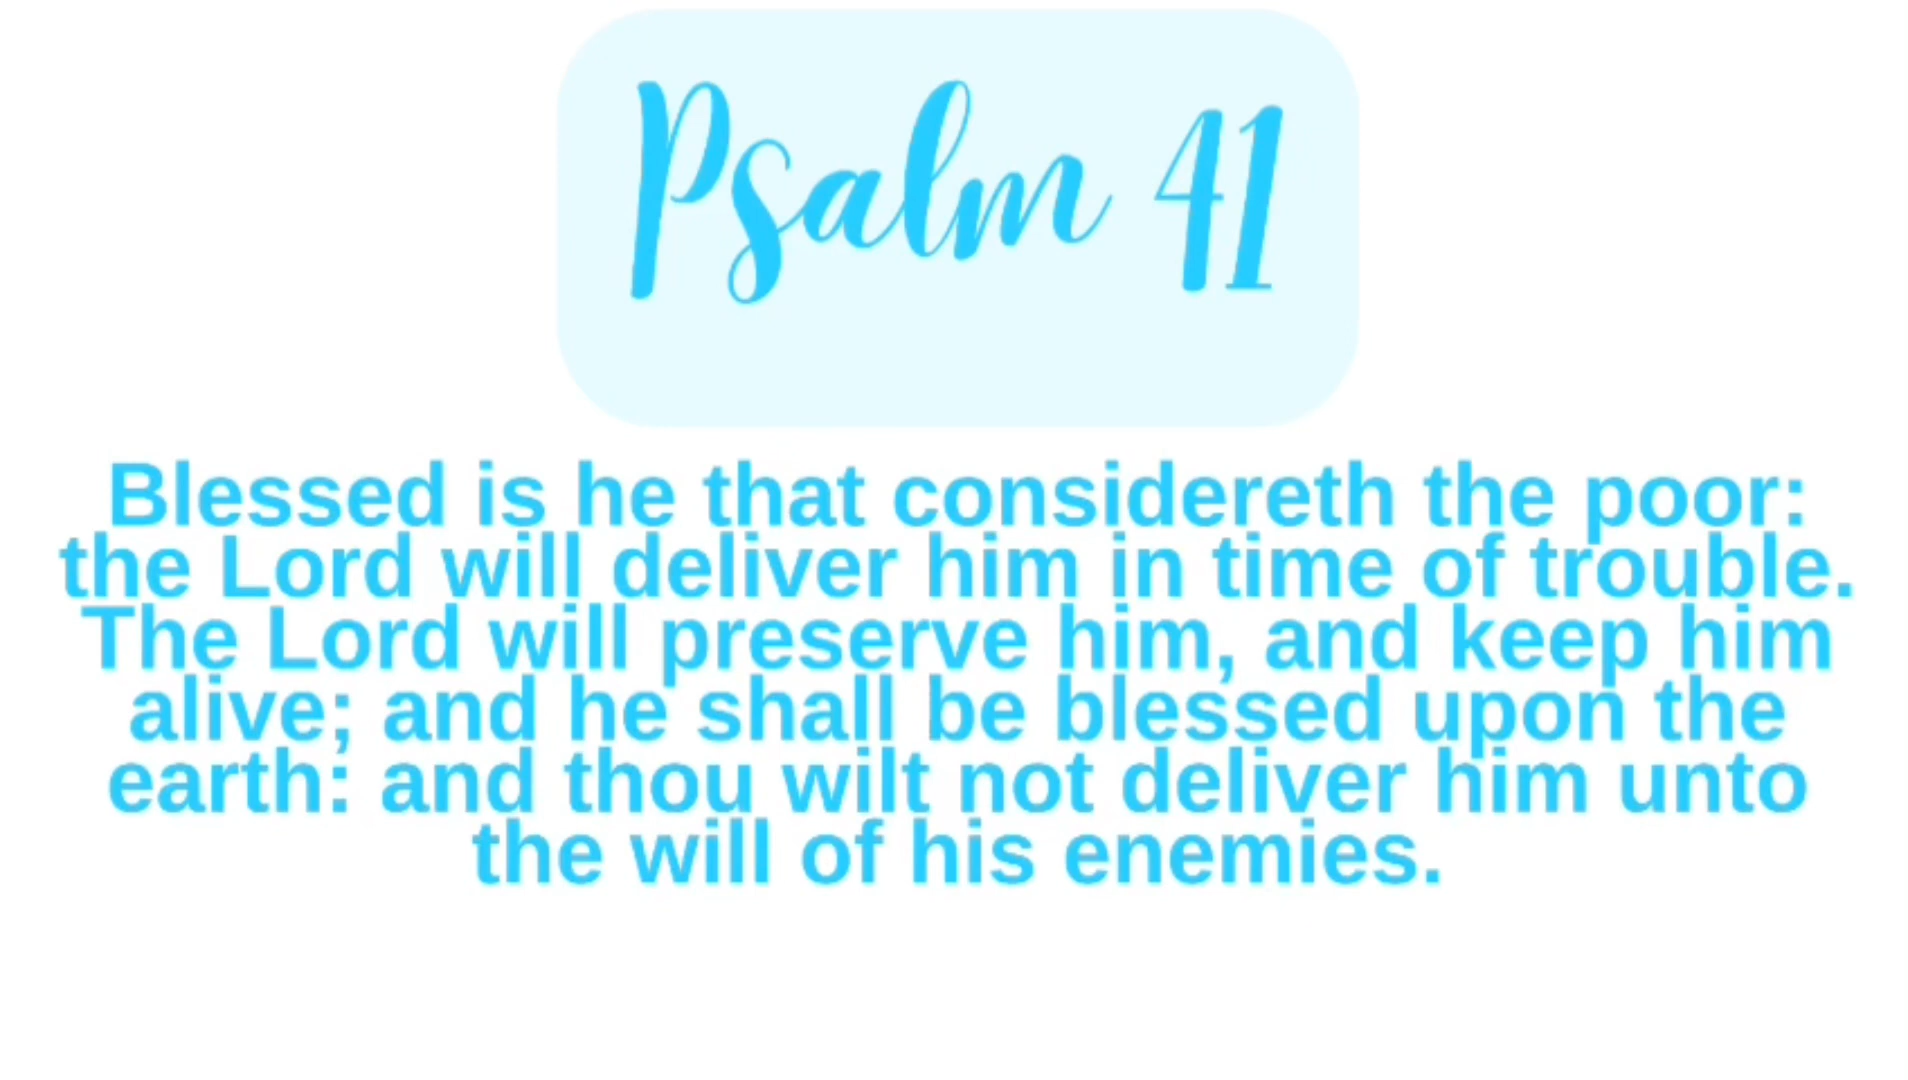 Psalm 41
Blessed is he that considereth the poor:
the Lord will deliver him in time of trouble.
The Lord will preserve him, and keep him
alive; and he shall be blessed upon the
earth: and thou wilt not deliver him unto
the will of his enemies.